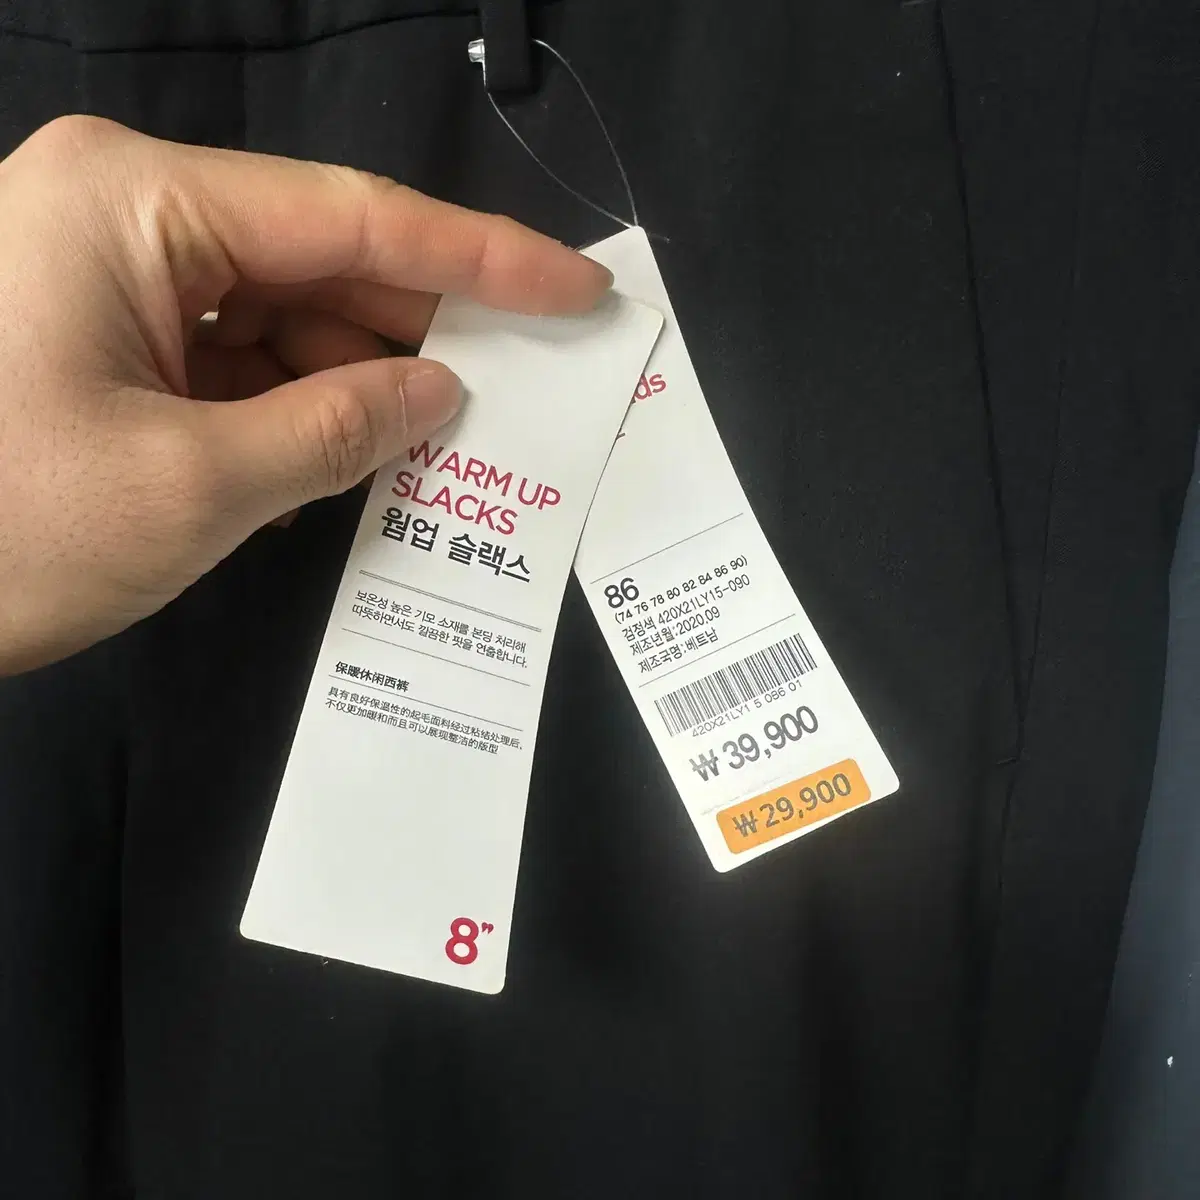 WARM UP
SLACKS
웜업 슬랙스
보온성 높은 기모 소재를 본딩 처리해
따뜻하면서도 깔끔한 핏을 연출합니다.
保暖休闲西裤
具有良好保温性的起毛面料经过粘结处理后,
不仅更加暖和而且可以展现整洁的版型
8”
86
(74 76 78 80 82 84 86 90)
검정색 420X21LY15-090
제조년월:2020.09
제조국명:베트남
420X21LY1 5 086 01
₩ 39,900
₩ 29,900